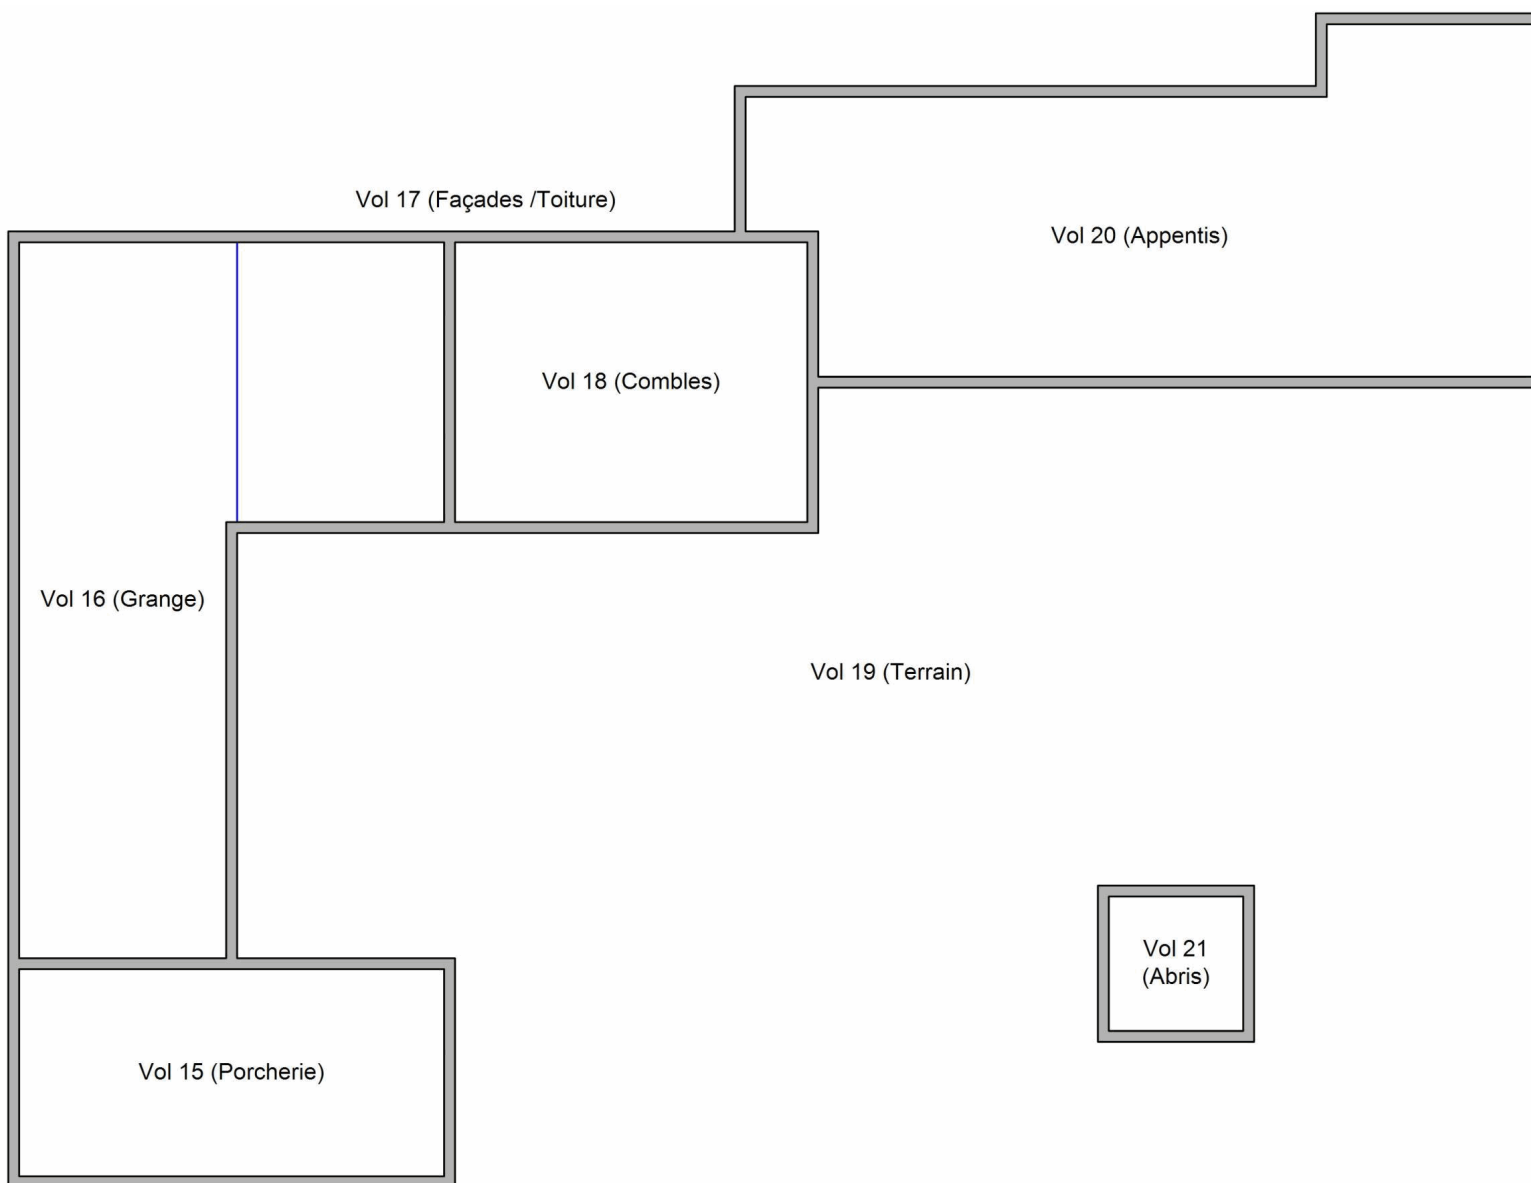 Vol 17 (Façades /Toiture)
Vol 20 (Appentis)
Vol 18 (Combles)
Vol 16 (Grange)
Vol 19 (Terrain)
Vol 21
(Abris)
Vol 15 (Porcherie)